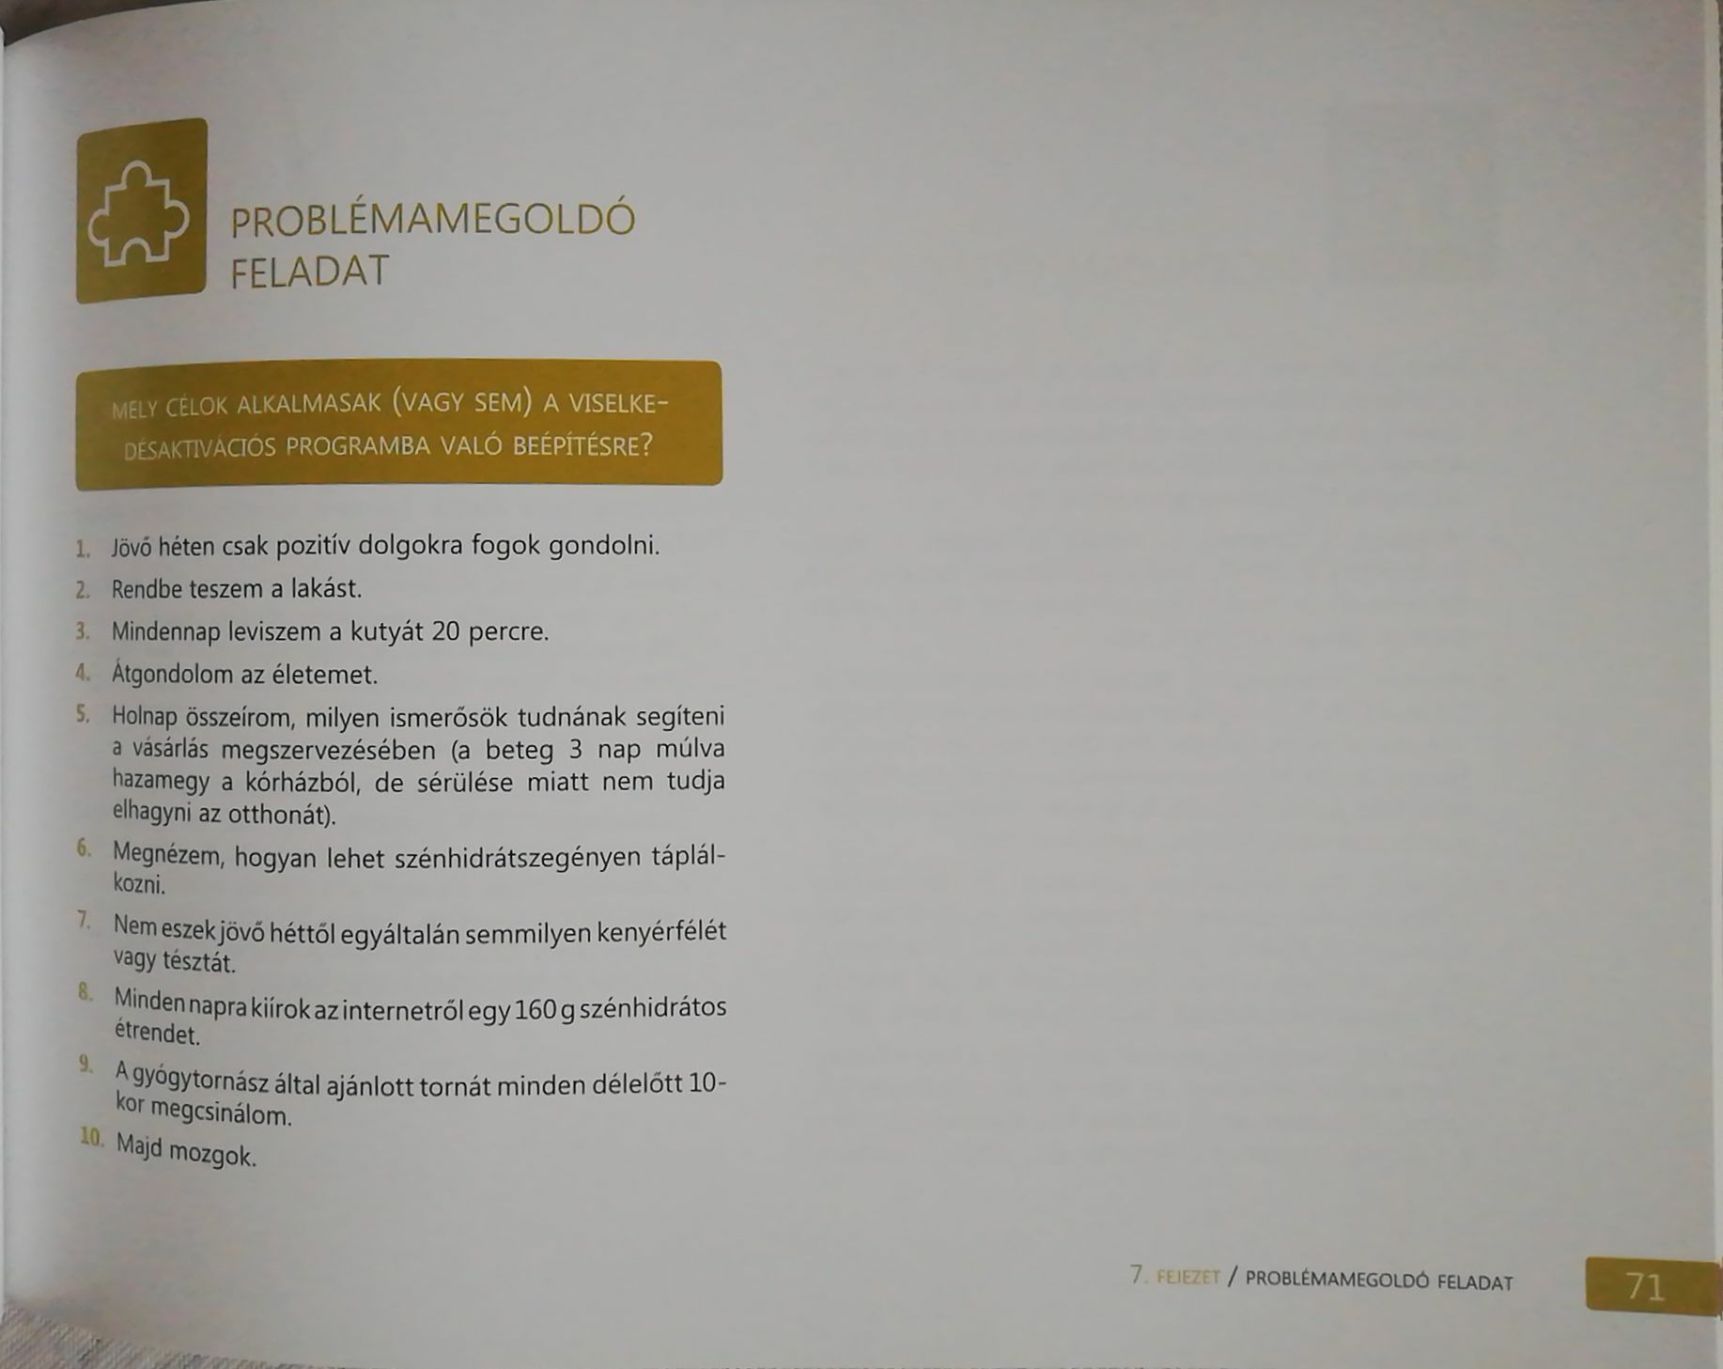 PROBLÉMAMEGOLDÓ
FELADAT
MELY CÉLOK ALKALMASAK (VAGY SEM) A VISELKE-
DÉSAKTIVÁCIÓS PROGRAMBA VALÓ BEÉPÍTÉSRE?
1. Jövő héten csak pozitív dolgokra fogok gondolni.
2. Rendbe teszem a lakást.
3. Mindennap leviszem a kutyát 20 percre.
4. Átgondolom az életemet.
5. Holnap összeírom, milyen ismerősök tudnának segíteni
a vásárlás megszervezésében (a beteg 3 nap múlva
hazamegy a kórházból, de sérülése miatt nem tudja
elhagyni az otthonát).
6. Megnézem, hogyan lehet szénhidrátszegényen táplál-
kozni.
7. Nem eszek jövő héttől egyáltalán semmilyen kenyérfélét
vagy tésztát.
8. Minden napra kiírok az internetről egy 160 g szénhidrátos
étrendet.
9. A gyógytornász által ajánlott tornát minden délelőtt 10-
kor megcsinálom.
10. Majd mozgok.
7. FEJEZET / PROBLÉMAMEGOLDÓ FELADAT
71